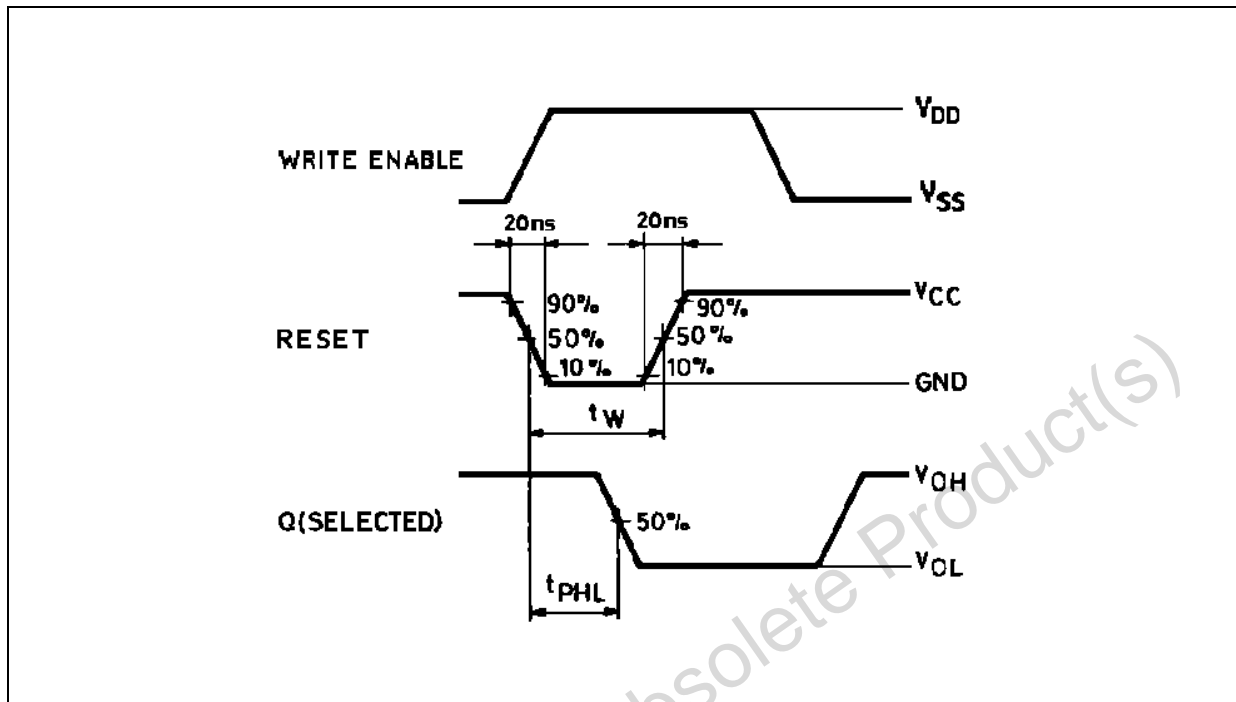 VDD
WRITE ENABLE
VSS
20ns 20ns
VCC
90% 90%
RESET 50% 50%
10% 10%
GND
tW
VOH
Q(SELECTED) 50%
VOL
tPHL
bsolete Product(s)